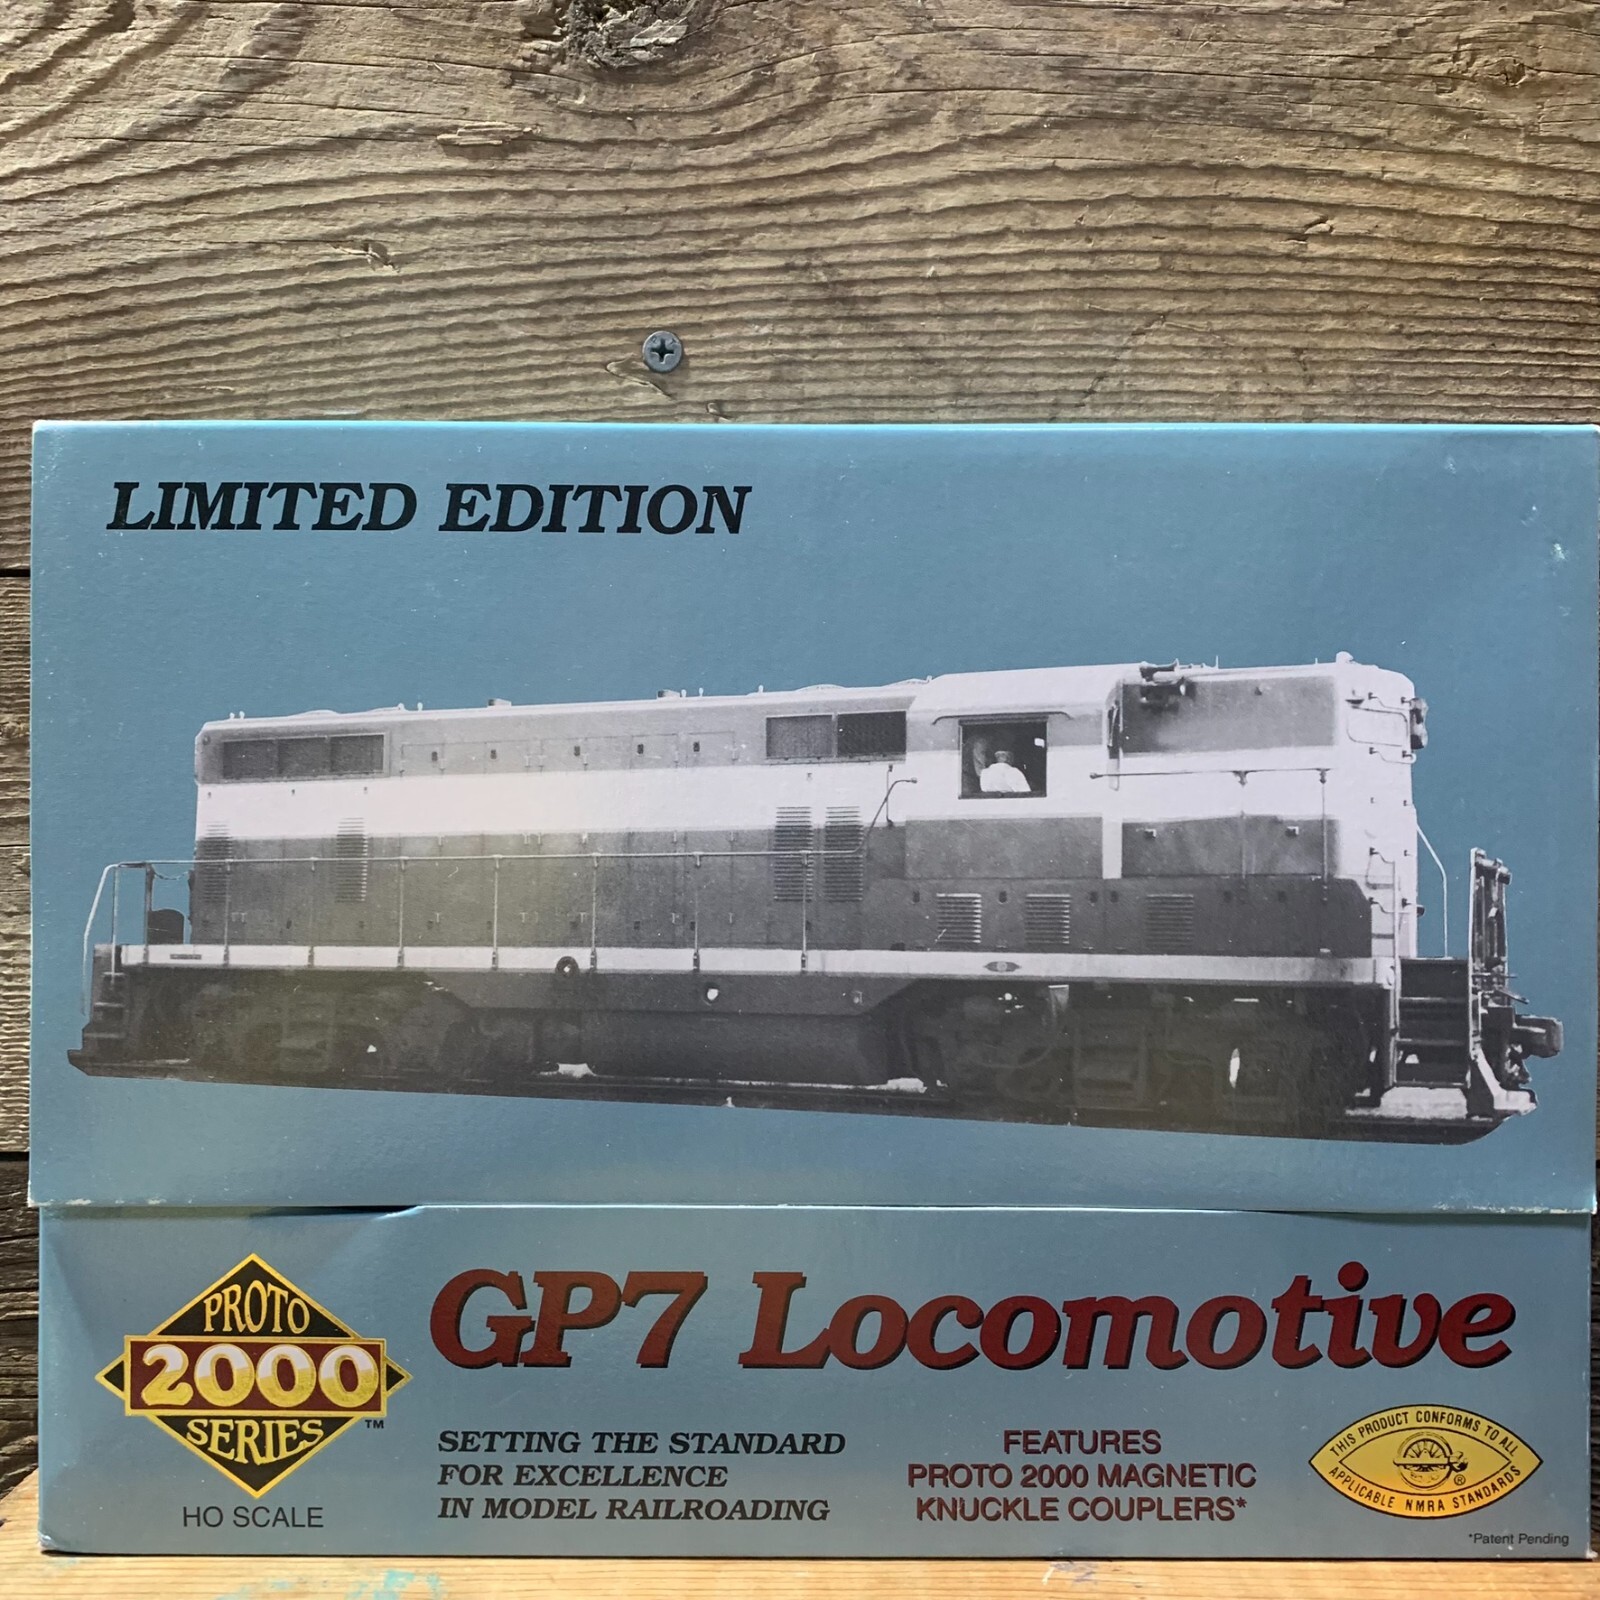 LIMITED EDITION
PROTO
2000
SERIES
TM
HO SCALE
GP7 Locomotive
SETTING THE STANDARD
FOR EXCELLENCE
IN MODEL RAILROADING
FEATURES
PROTO 2000 MAGNETIC
KNUCKLE COUPLERS*
THIS PRODUCT CONFORMS TO ALL
APPLICABLE NMRA STANDARDS
®
*Patent Pending